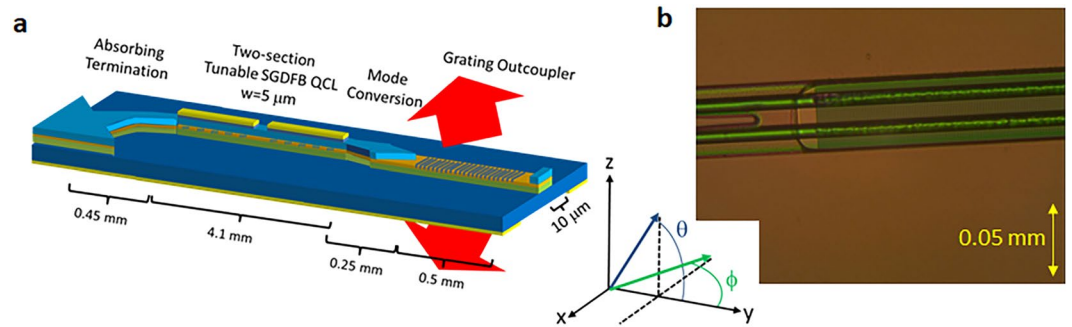 a
b
Absorbing
Termination
Two-section
Tunable SGDFB QCL
w=5 μm
Mode
Conversion
Grating Outcoupler
0.45 mm
4.1 mm
0.25 mm
0.5 mm
10 μm
z
θ
ϕ
x
y
0.05 mm